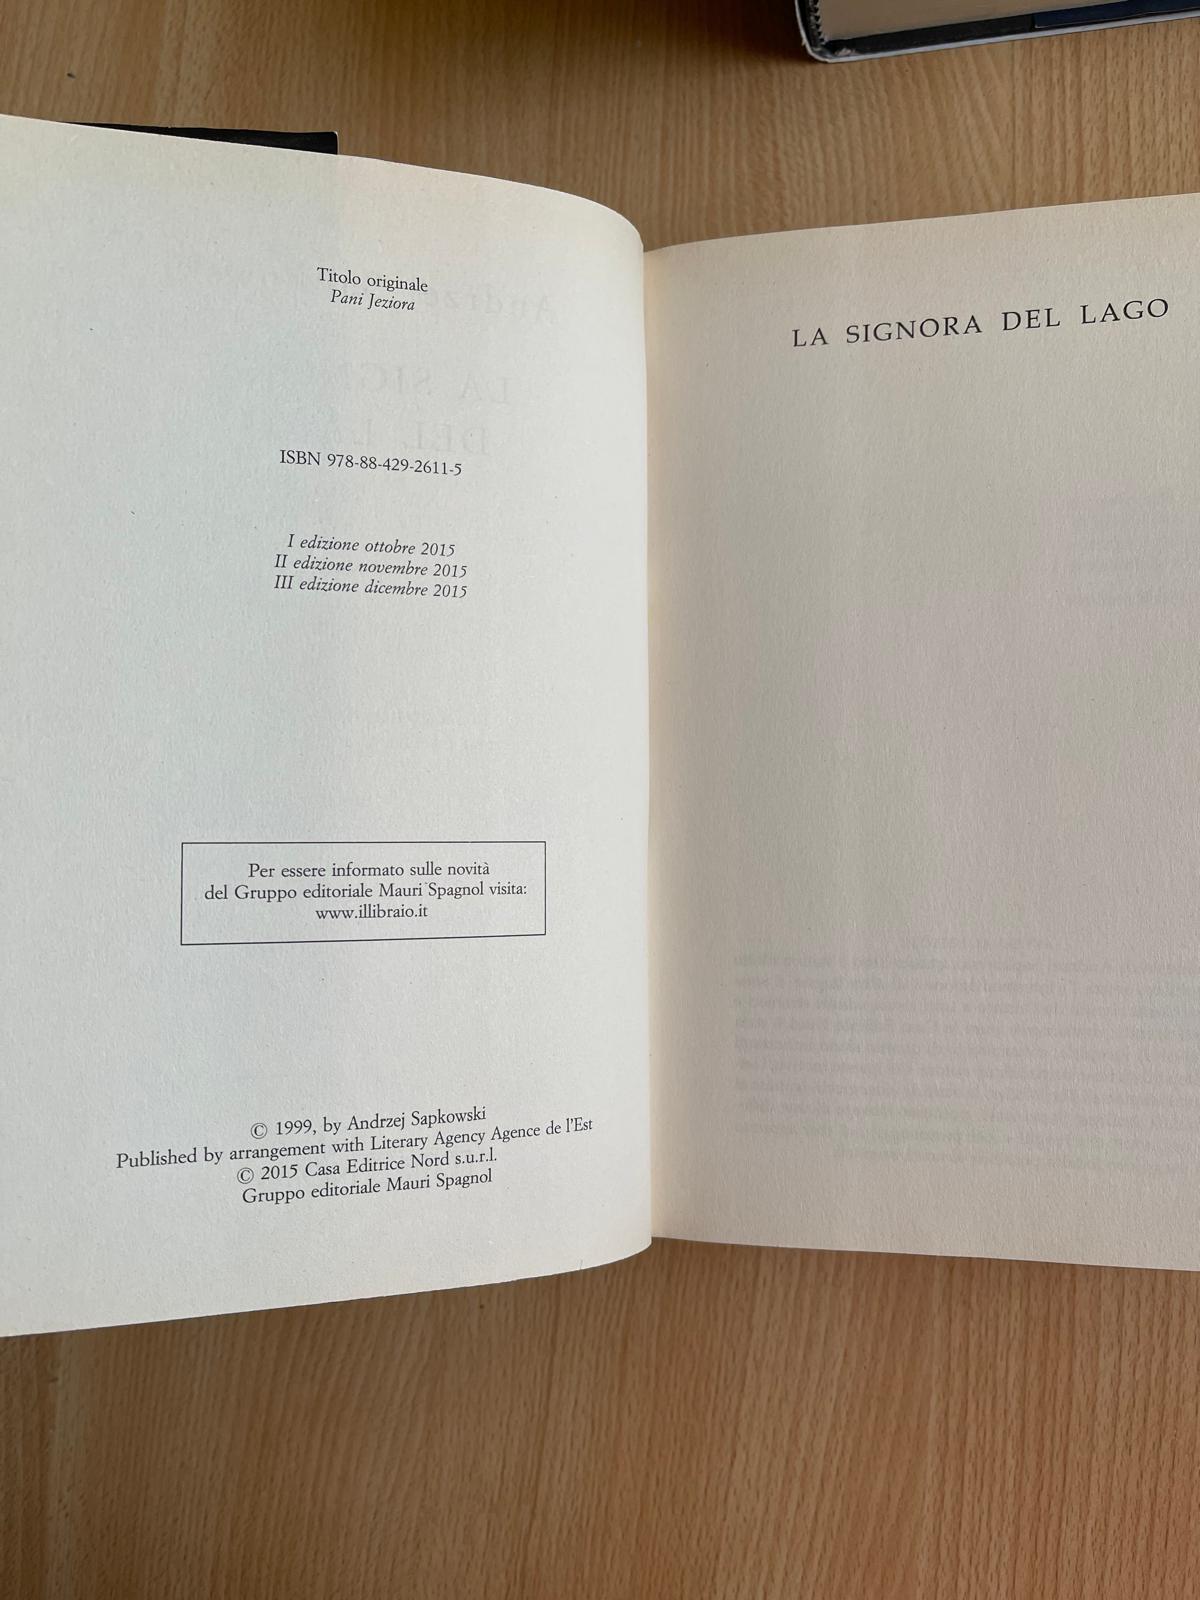 Titolo originale
Pani Jeziora
ISBN 978-88-429-2611-5
I edizione ottobre 2015
II edizione novembre 2015
III edizione dicembre 2015
Per essere informato sulle novità
del Gruppo editoriale Mauri Spagnol visita:
www.illibraio.it
© 1999, by Andrzej Sapkowski
Published by arrangement with Literary Agency Agence de l'Est
© 2015 Casa Editrice Nord s.u.r.l.
Gruppo editoriale Mauri Spagnol
LA SIGNORA DEL LAGO